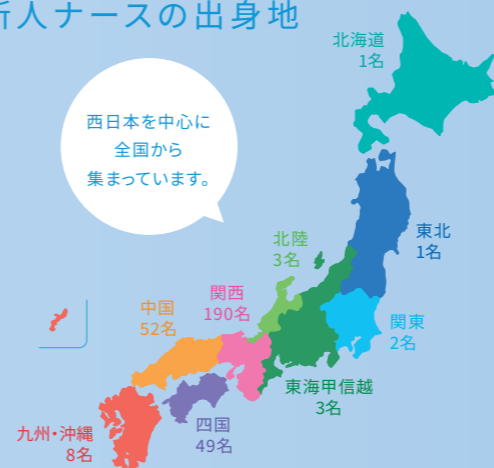 新人ナースの出身地
北海道
1名
西日本を中心に
全国から
集まっています。
東北
1名
北陸
3名
関西
190名
中国
52名
関東
2名
東海甲信越
3名
四国
49名
九州・沖縄
8名